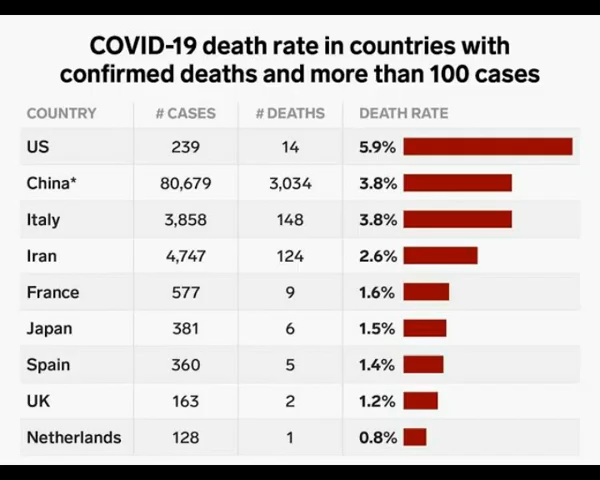 COVID-19 death rate in countries with
confirmed deaths and more than 100 cases
COUNTRY # CASES # DEATHS DEATH RATE
US 239 14 5.9%
China* 80,679 3,034 3.8%
Italy 3,858 148 3.8%
Iran 4,747 124 2.6%
France 577 9 1.6%
Japan 381 6 1.5%
Spain 360 5 1.4%
UK 163 2 1.2%
Netherlands 128 1 0.8%